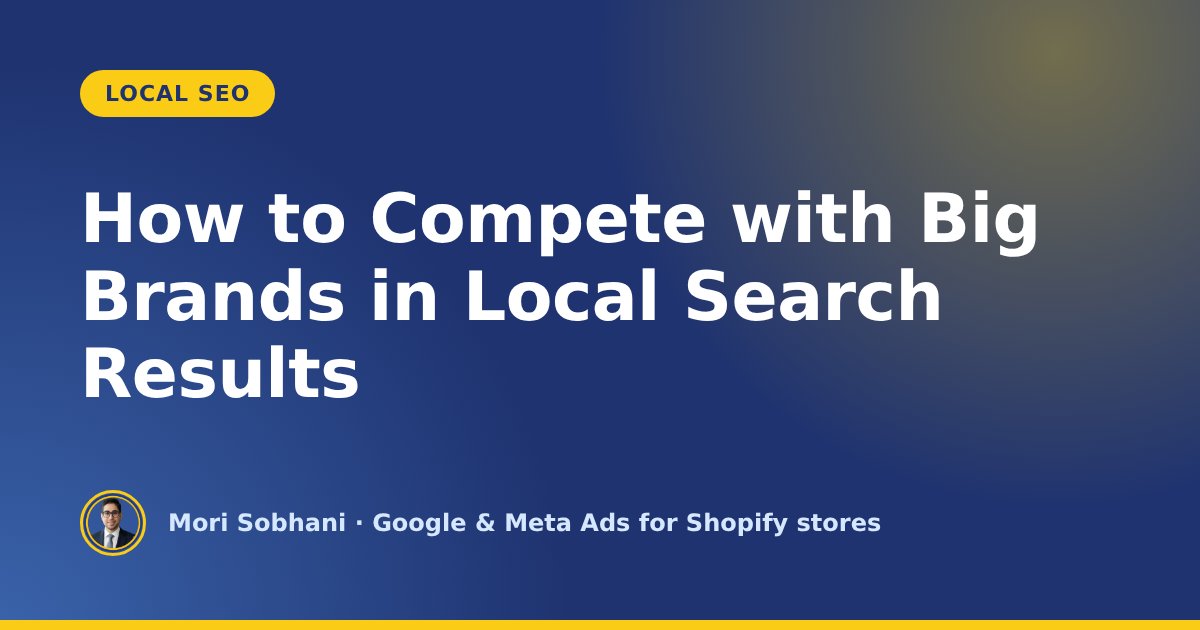 LOCAL SEO
How to Compete with Big
Brands in Local Search
Results
Mori Sobhani · Google & Meta Ads for Shopify stores